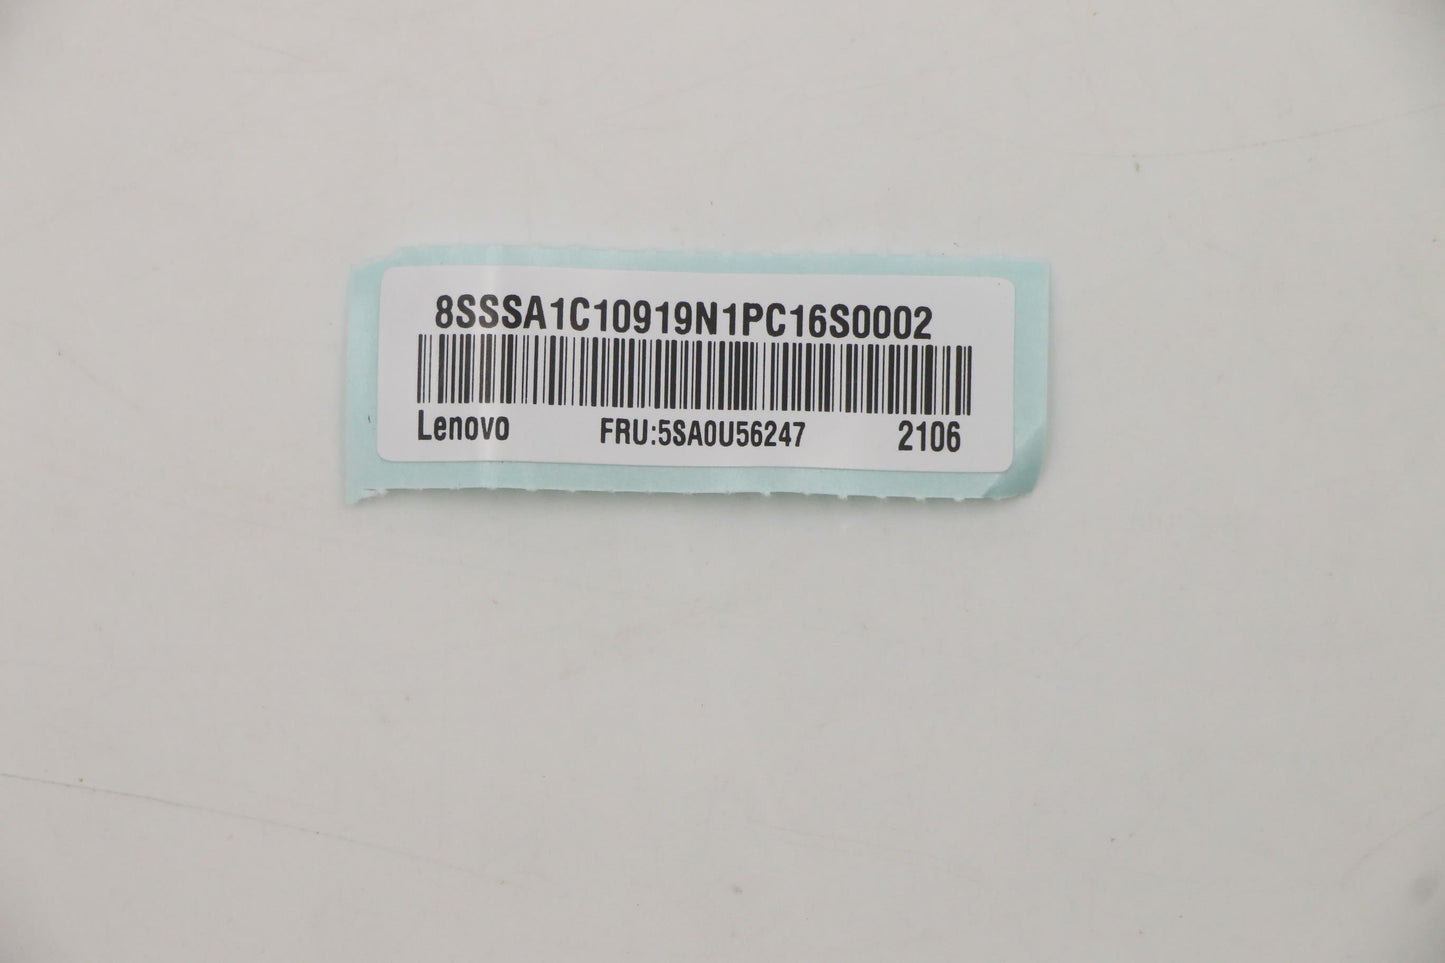 8SSSA1C10919N1PC16S0002
Lenovo FRU:5SA0U56247 2106